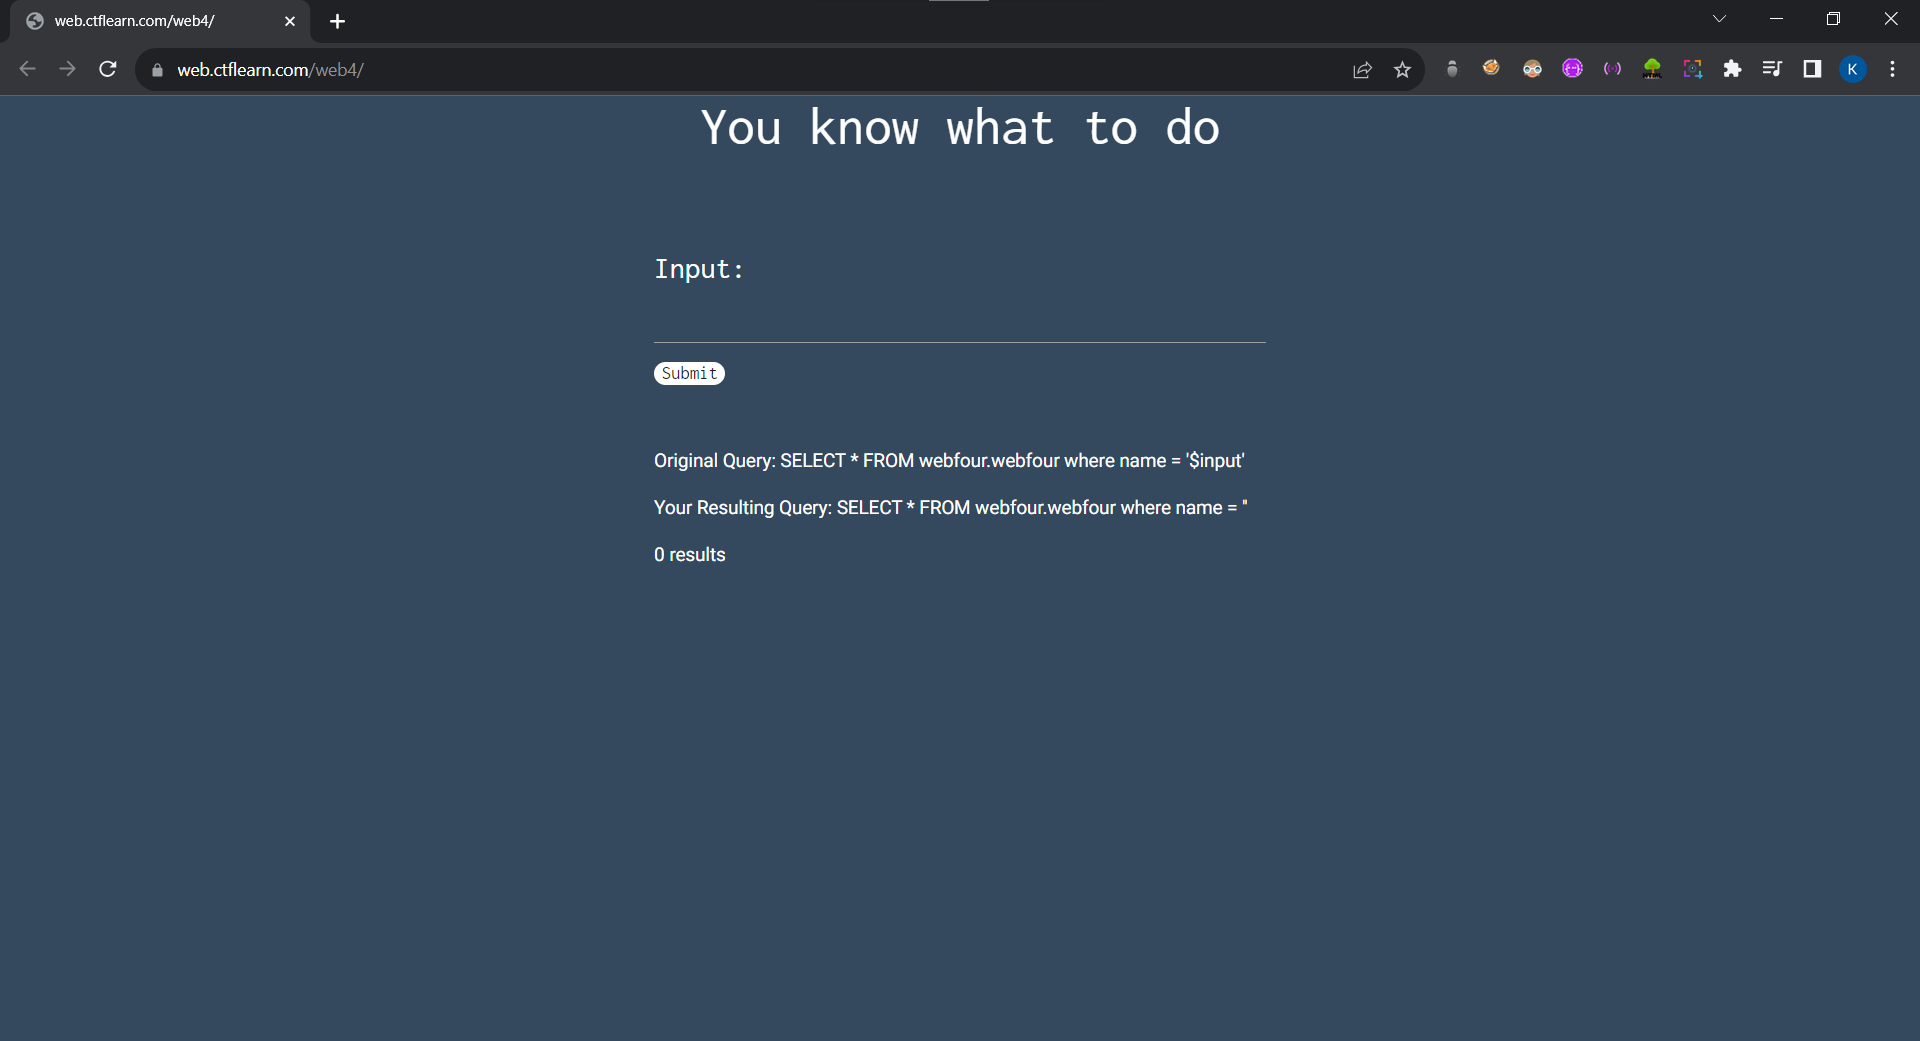 web.ctflearn.com/web4/
web.ctflearn.com/web4/
K
You know what to do
Input:
Submit
Original Query: SELECT * FROM webfour.webfour where name = '$input'
Your Resulting Query: SELECT * FROM webfour.webfour where name = ''
0 results